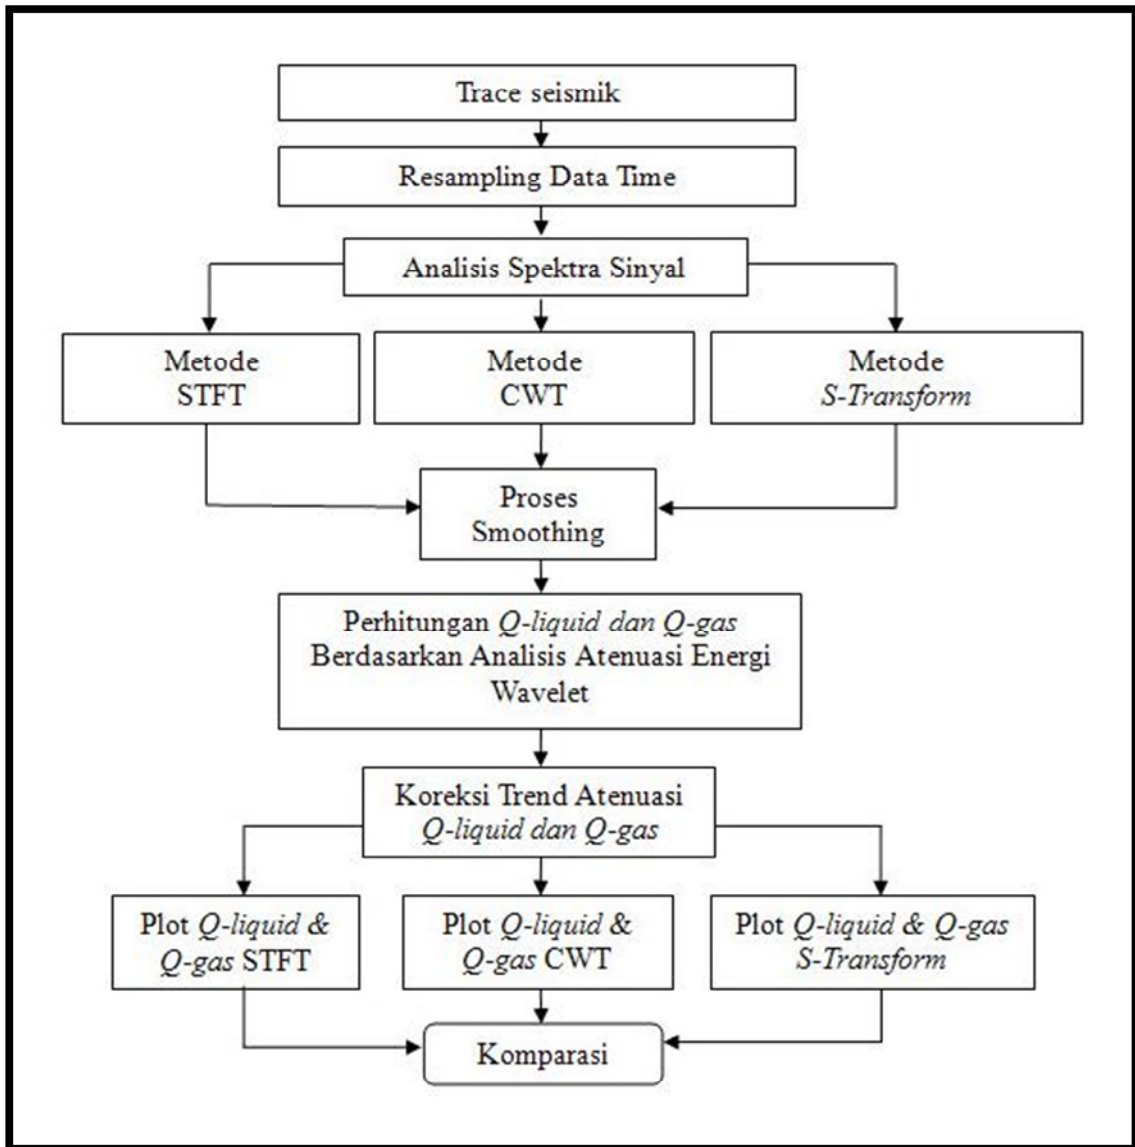 Trace seismik
Resampling Data Time
Analisis Spektra Sinyal
Metode
STFT
Metode
CWT
Metode
S-Transform
Proses
Smoothing
Perhitungan Q-liquid dan Q-gas
Berdasarkan Analisis Atenuasi Energi
Wavelet
Koreksi Trend Atenuasi
Q-liquid dan Q-gas
Plot Q-liquid &
Q-gas STFT
Plot Q-liquid &
Q-gas CWT
Plot Q-liquid & Q-gas
S-Transform
Komparasi